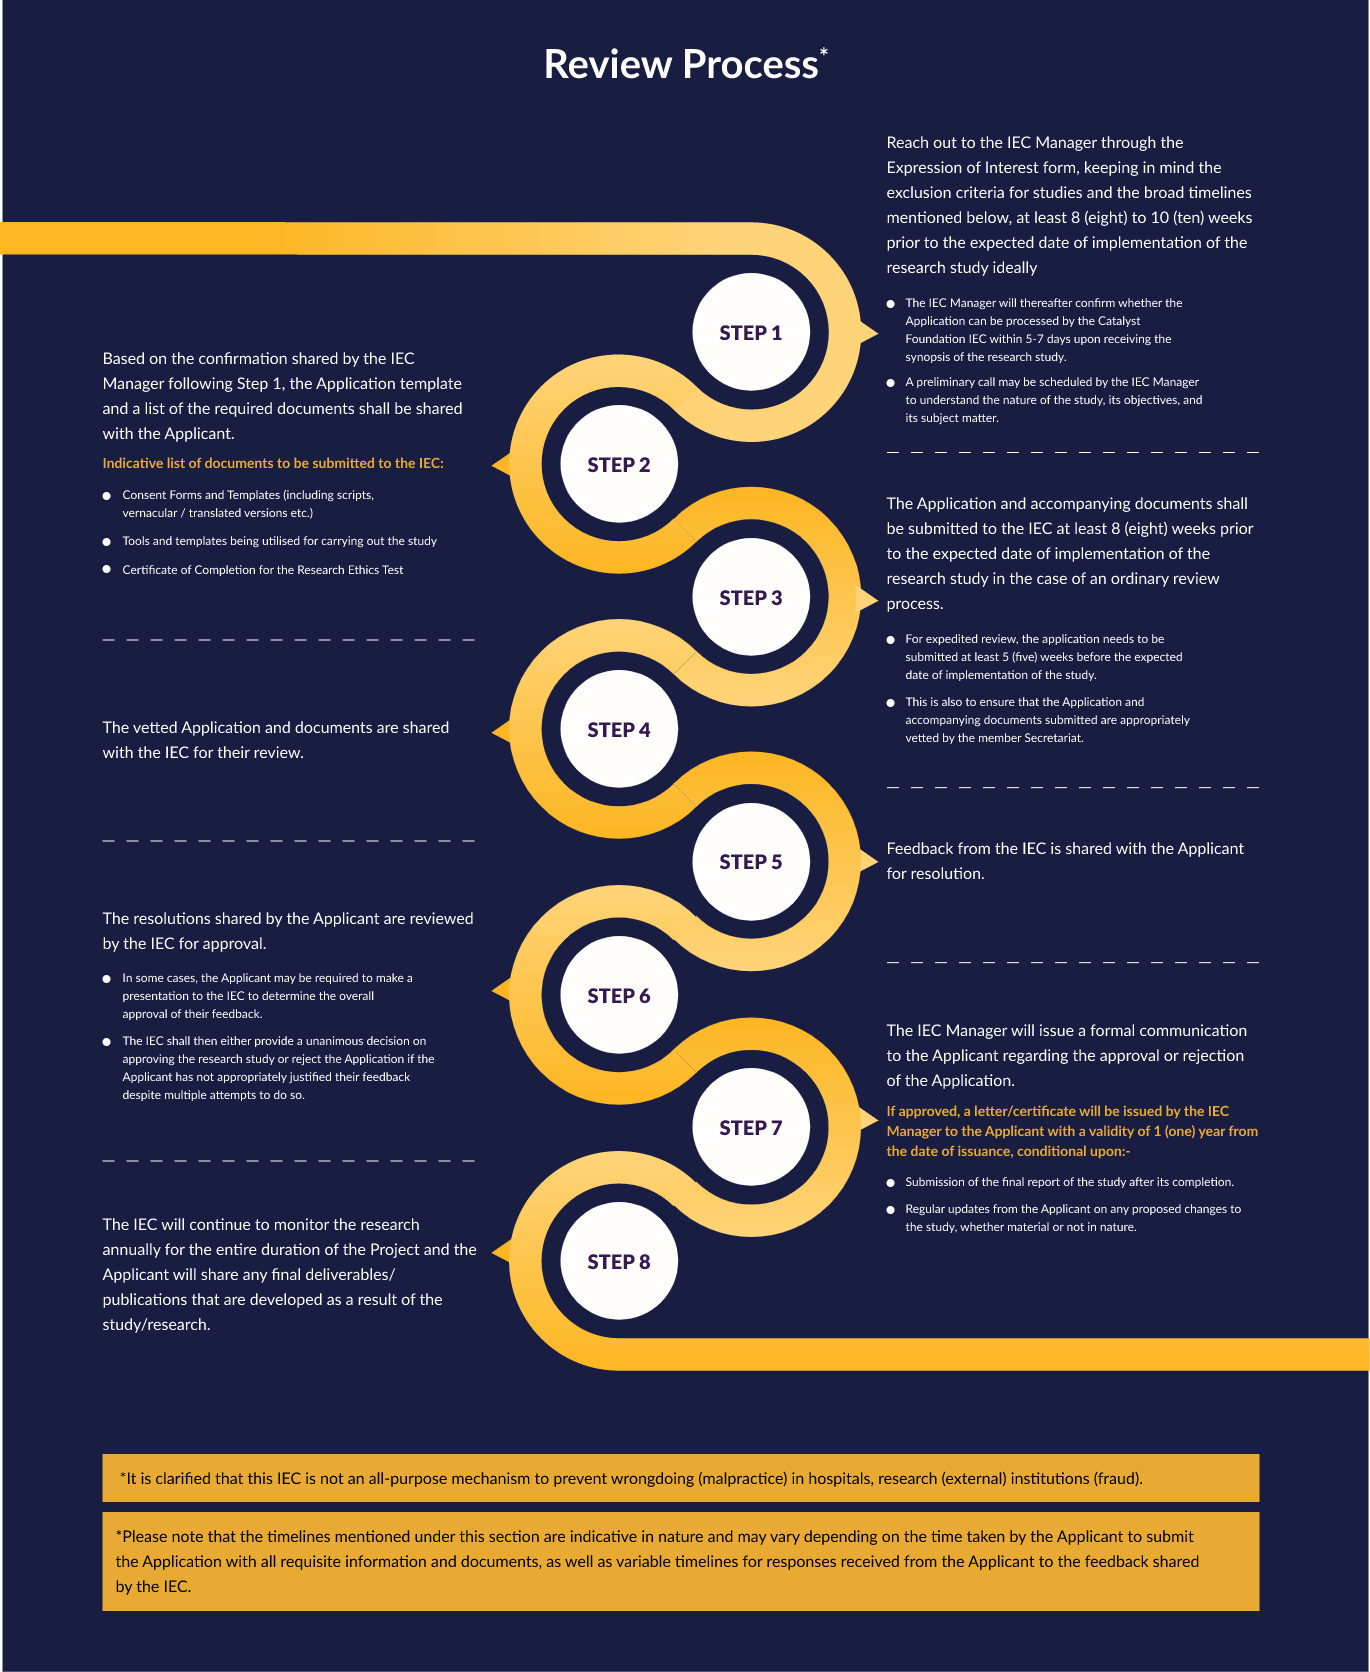 Review Process*
STEP 1
Reach out to the IEC Manager through the
Expression of Interest form, keeping in mind the
exclusion criteria for studies and the broad timelines
mentioned below, at least 8 (eight) to 10 (ten) weeks
prior to the expected date of implementation of the
research study ideally
The IEC Manager will thereafter confirm whether the
Application can be processed by the Catalyst
Foundation IEC within 5-7 days upon receiving the
synopsis of the research study.
A preliminary call may be scheduled by the IEC Manager
to understand the nature of the study, its objectives, and
its subject matter.
STEP 2
Based on the confirmation shared by the IEC
Manager following Step 1, the Application template
and a list of the required documents shall be shared
with the Applicant.
Indicative list of documents to be submitted to the IEC:
Consent Forms and Templates (including scripts,
vernacular / translated versions etc.)
Tools and templates being utilised for carrying out the study
Certificate of Completion for the Research Ethics Test
STEP 3
The Application and accompanying documents shall
be submitted to the IEC at least 8 (eight) weeks prior
to the expected date of implementation of the
research study in the case of an ordinary review
process.
For expedited review, the application needs to be
submitted at least 5 (five) weeks before the expected
date of implementation of the study.
This is also to ensure that the Application and
accompanying documents submitted are appropriately
vetted by the member Secretariat.
STEP 4
The vetted Application and documents are shared
with the IEC for their review.
STEP 5
Feedback from the IEC is shared with the Applicant
for resolution.
STEP 6
The resolutions shared by the Applicant are reviewed
by the IEC for approval.
In some cases, the Applicant may be required to make a
presentation to the IEC to determine the overall
approval of their feedback.
The IEC shall then either provide a unanimous decision on
approving the research study or reject the Application if the
Applicant has not appropriately justified their feedback
despite multiple attempts to do so.
STEP 7
The IEC Manager will issue a formal communication
to the Applicant regarding the approval or rejection
of the Application.
If approved, a letter/certificate will be issued by the IEC
Manager to the Applicant with a validity of 1 (one) year from
the date of issuance, conditional upon:-
Submission of the final report of the study after its completion.
Regular updates from the Applicant on any proposed changes to
the study, whether material or not in nature.
STEP 8
The IEC will continue to monitor the research
annually for the entire duration of the Project and the
Applicant will share any final deliverables/
publications that are developed as a result of the
study/research.
*It is clarified that this IEC is not an all-purpose mechanism to prevent wrongdoing (malpractice) in hospitals, research (external) institutions (fraud).
*Please note that the timelines mentioned under this section are indicative in nature and may vary depending on the time taken by the Applicant to submit
the Application with all requisite information and documents, as well as variable timelines for responses received from the Applicant to the feedback shared
by the IEC.